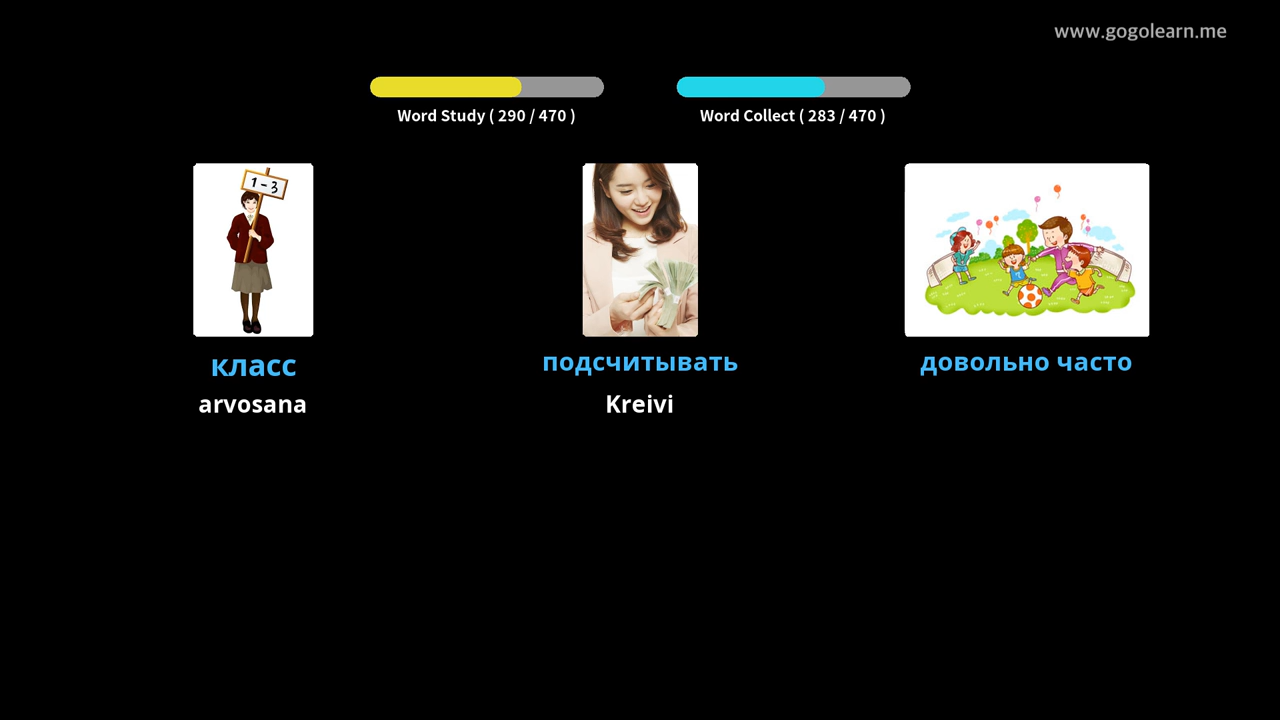 www.gogolearn.me
Word Study ( 290 / 470 )
Word Collect ( 283 / 470 )
1-3
класс
arvosana
подсчитывать
Kreivi
довольно часто